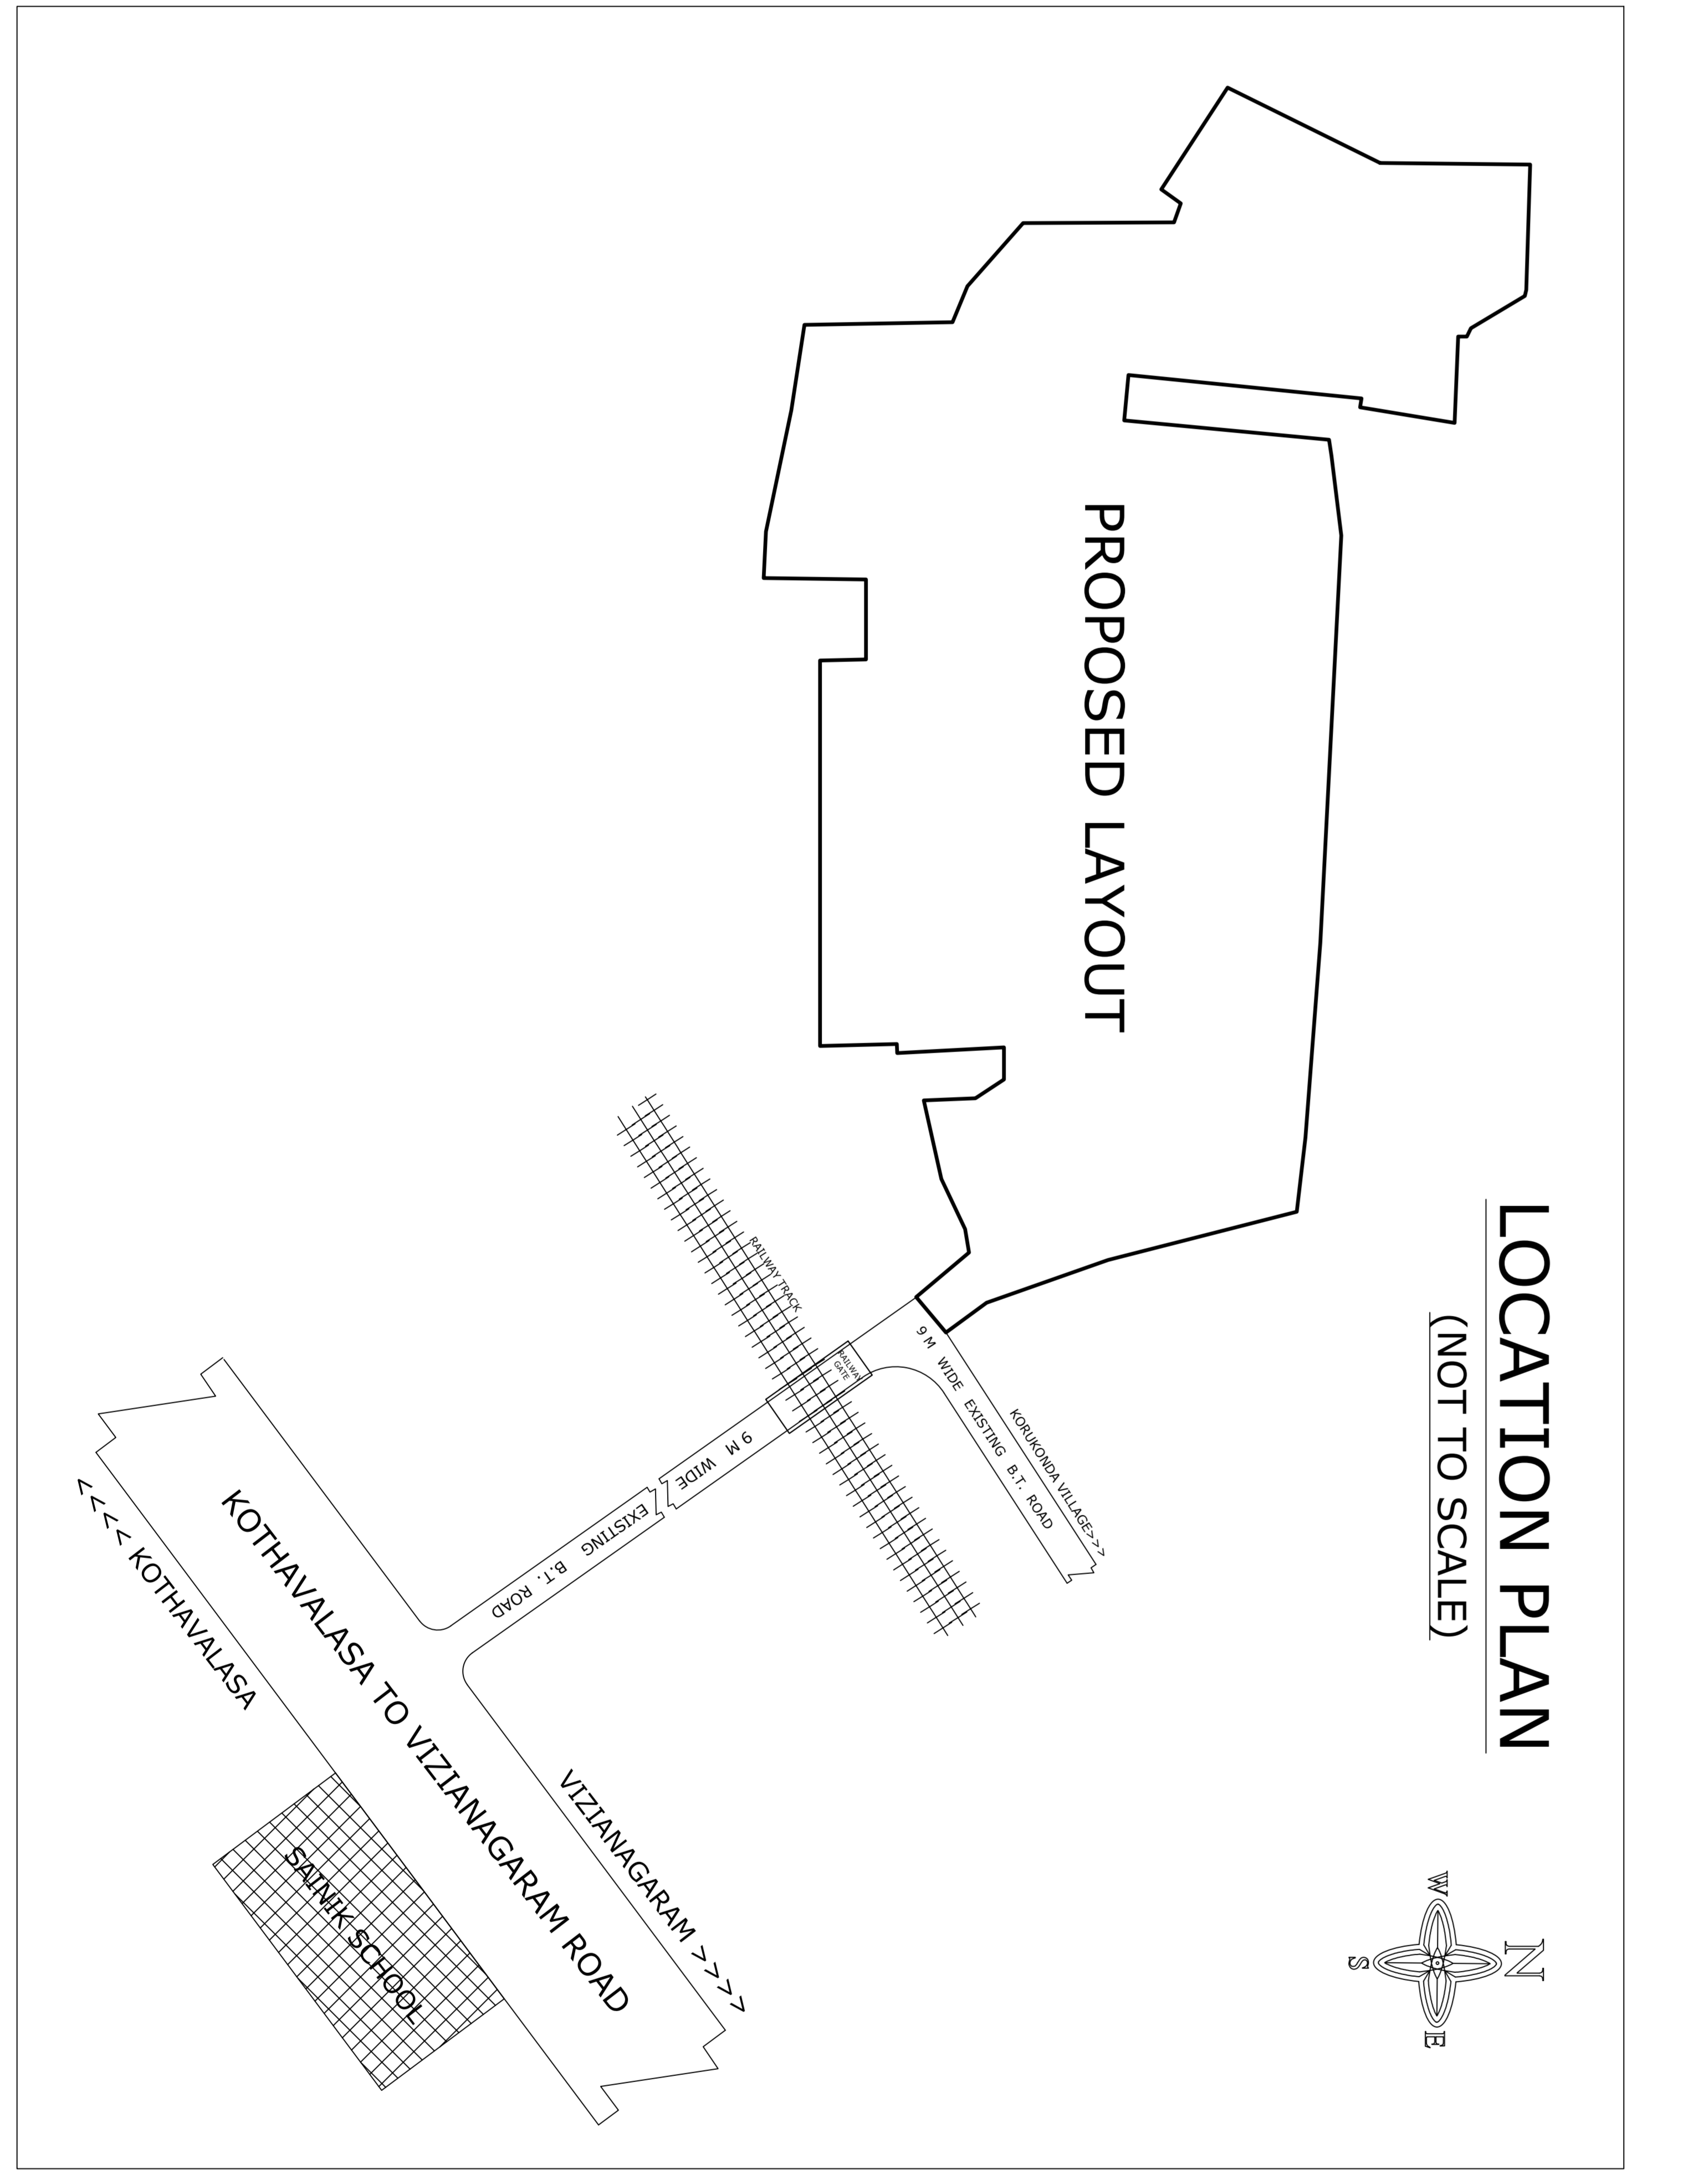 LOCATION PLAN
(NOT TO SCALE)
PROPOSED LAYOUT
RAILWAY TRACK
RAILWAY
GATE
9 M WIDE EXISTING B.T. ROAD
KORUKONDA VILLAGE>>>
9 M WIDE EXISTING B.T. ROAD
KOTHAVALASA TO VIZIANAGARAM ROAD
<<<<< KOTHAVALASA
VIZIANAGARAM >>>>
SAINIK SCHOOL
N
W
E
S